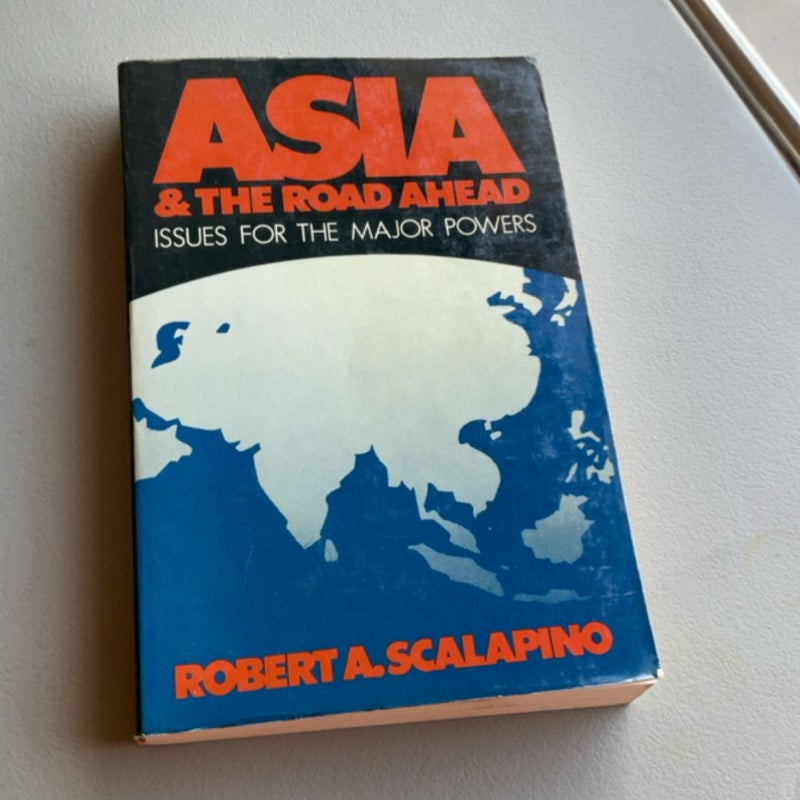 ASIA
& THE ROAD AHEAD
ISSUES FOR THE MAJOR POWERS
ROBERT A. SCALAPINO